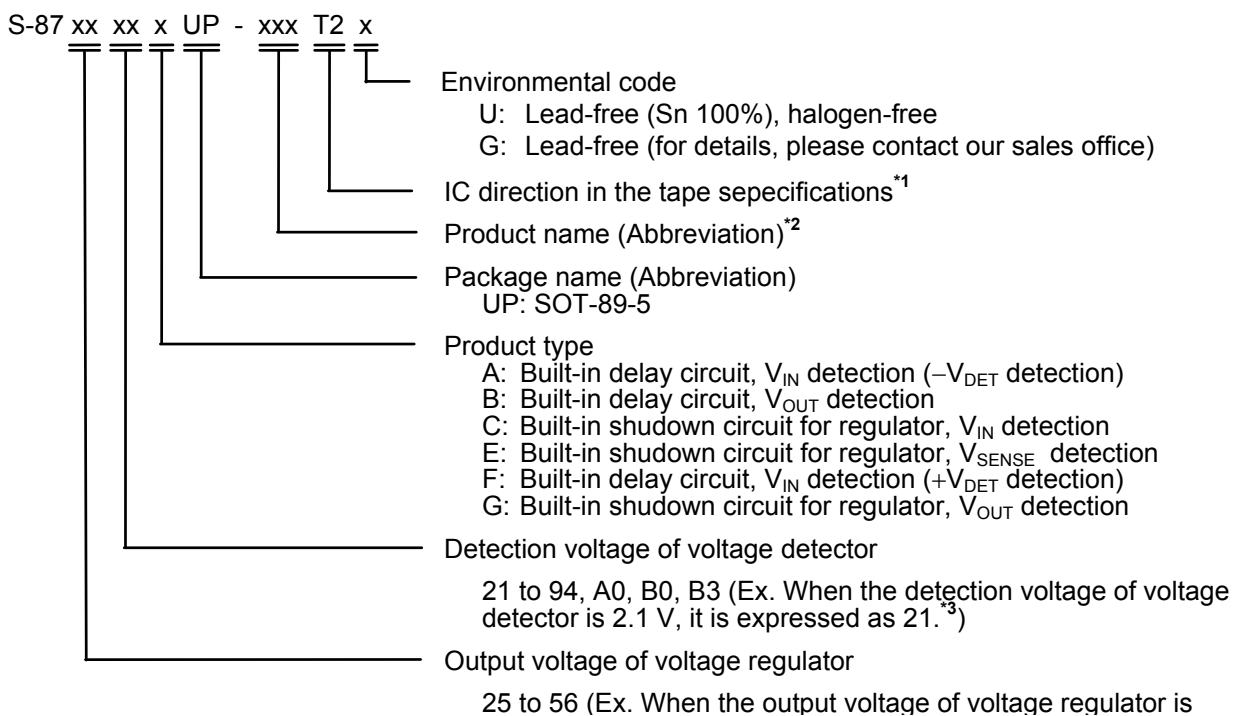 S-87 xx xx x UP - xxx T2 x
Environmental code
U: Lead-free (Sn 100%), halogen-free
G: Lead-free (for details, please contact our sales office)
IC direction in the tape sepecifications*1
Product name (Abbreviation)*2
Package name (Abbreviation)
UP: SOT-89-5
Product type
A: Built-in delay circuit, VIN detection (−VDET detection)
B: Built-in delay circuit, VOUT detection
C: Built-in shudown circuit for regulator, VIN detection
E: Built-in shudown circuit for regulator, VSENSE detection
F: Built-in delay circuit, VIN detection (+VDET detection)
G: Built-in shudown circuit for regulator, VOUT detection
Detection voltage of voltage detector
21 to 94, A0, B0, B3 (Ex. When the detection voltage of voltage
detector is 2.1 V, it is expressed as 21.*3)
Output voltage of voltage regulator
25 to 56 (Ex. When the output voltage of voltage regulator is